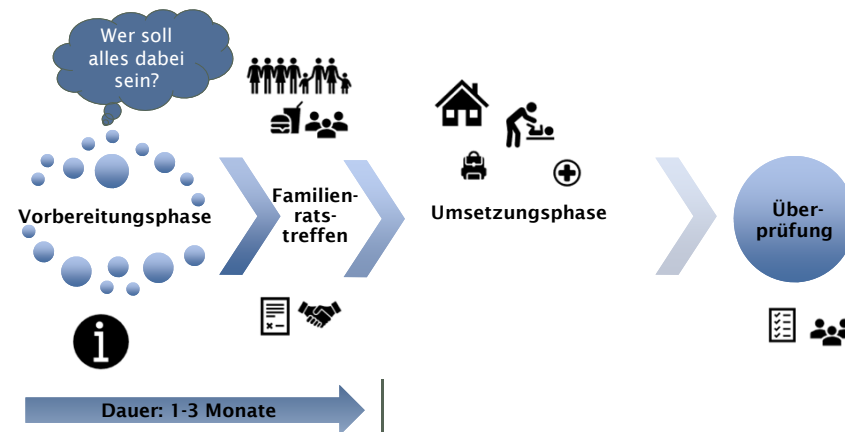 Wer soll
alles dabei
sein?
Vorbereitungsphase
Familien-
rats-
treffen
Umsetzungsphase
Über-
prüfung
Dauer: 1-3 Monate